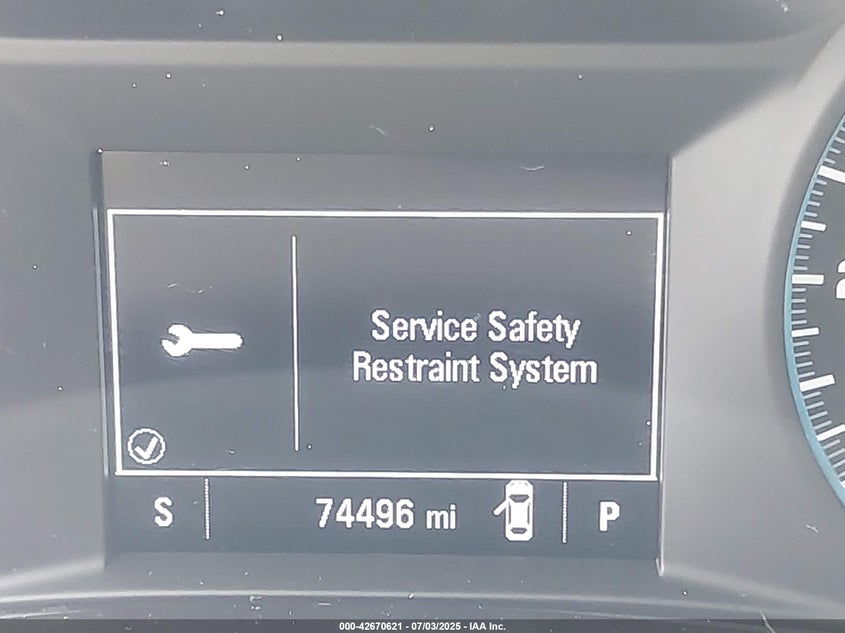 Service Safety
Restraint System
S
74496 mi
P
000-42670621 - 07/03/2025 - IAA Inc.